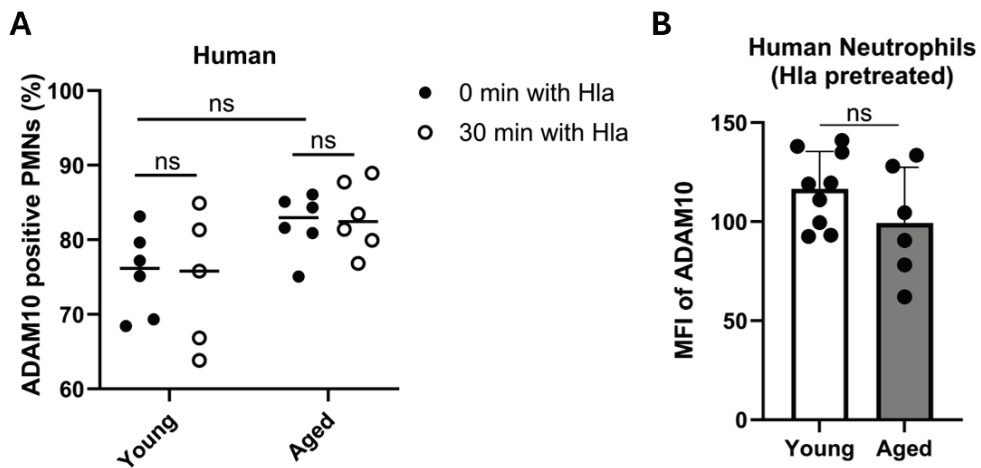 A
Human
ADAM10 positive PMNs (%)
100
90
80
70
60
ns
ns
ns
Young
Aged
0 min with Hla
30 min with Hla
B
Human Neutrophils
(Hla pretreated)
MFI of ADAM10
150
100
50
0
ns
Young
Aged